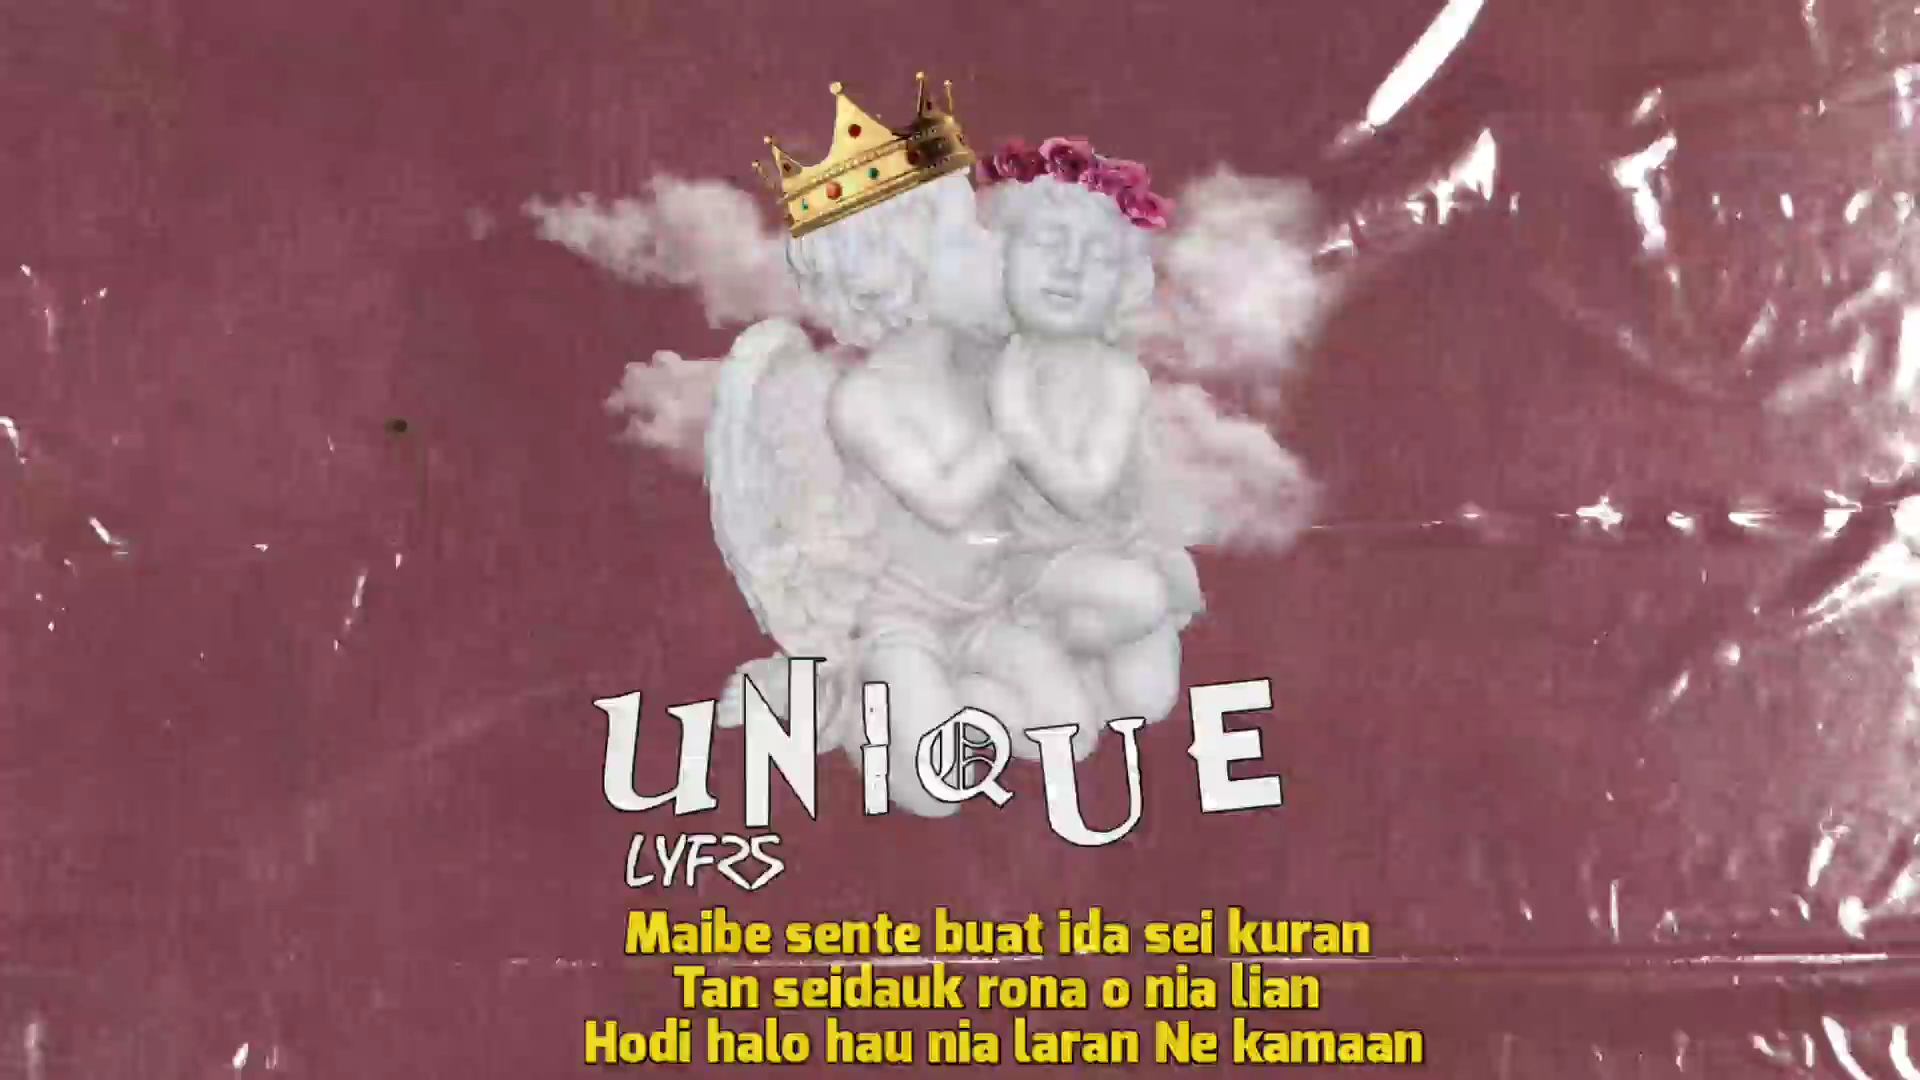 UNIQUE
LYFRS
Maibe sente buat ida sei kuran
Tan seidauk rona o nia lian
Hodi halo hau nia laran Ne kamaan